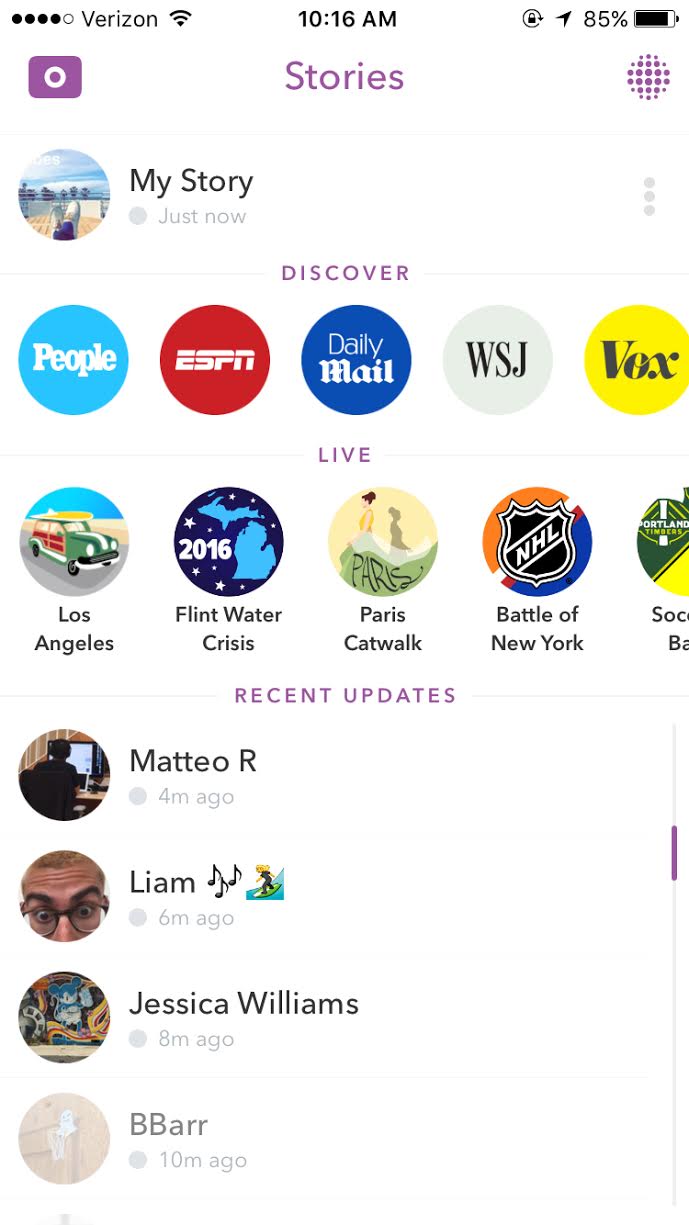 Verizon 10:16 AM 85%
Stories
My Story
Just now
DISCOVER
People ESPN Daily Mail WSJ Vox
LIVE
2016 PARIS NHL PORTLAND TIMBERS
Los Angeles
Flint Water Crisis
Paris Catwalk
Battle of New York
Soc
Ba
RECENT UPDATES
Matteo R
4m ago
Liam 🎶🏄
6m ago
Jessica Williams
8m ago
BBarr
10m ago